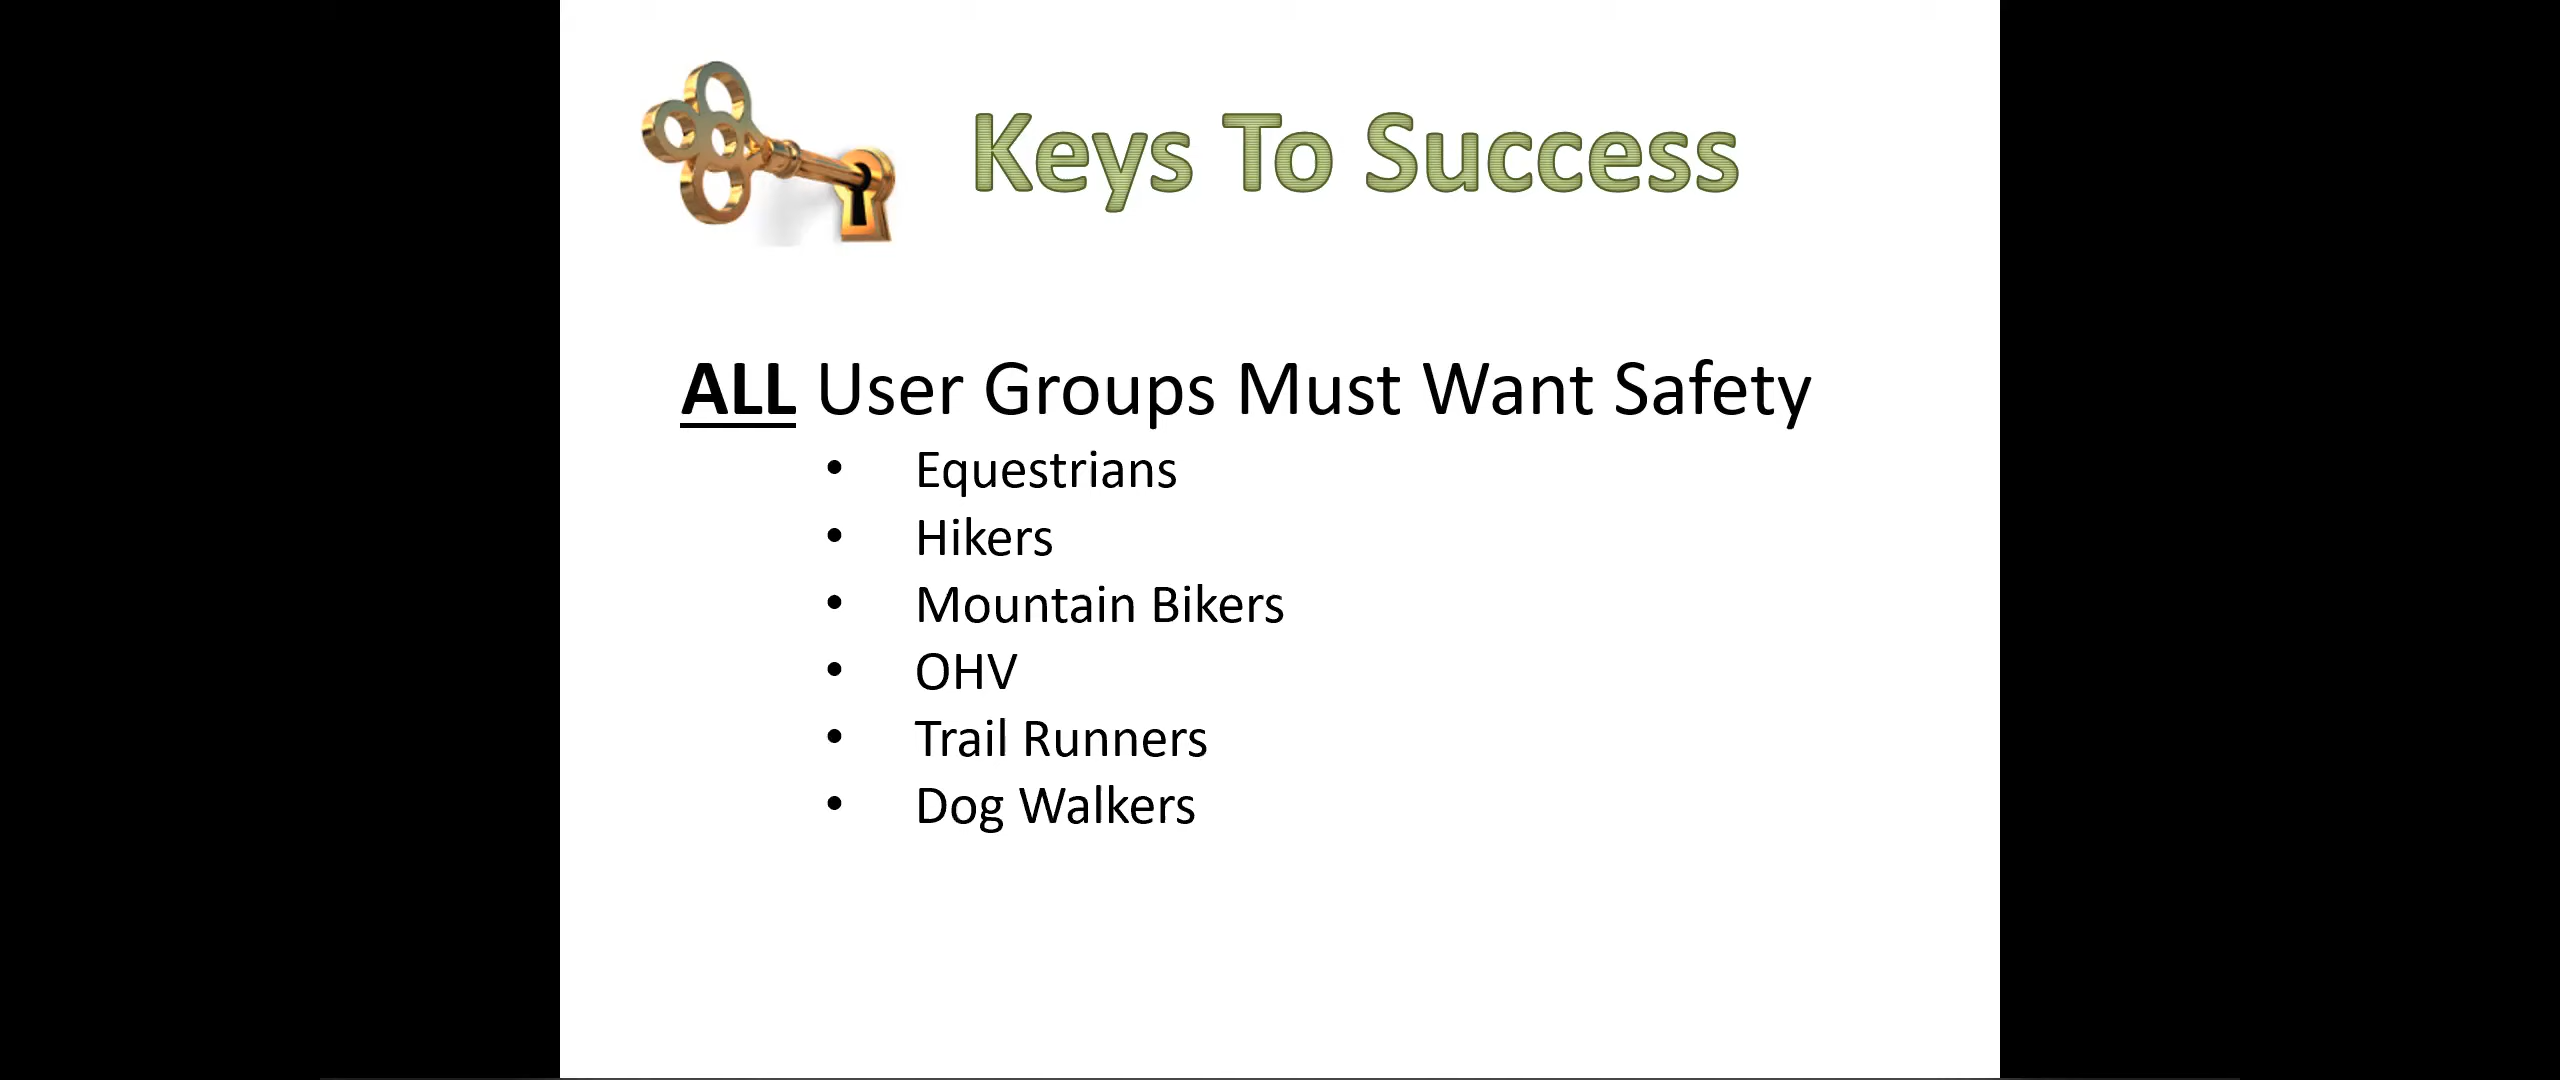 Keys To Success
ALL User Groups Must Want Safety
• Equestrians
• Hikers
• Mountain Bikers
• OHV
• Trail Runners
• Dog Walkers